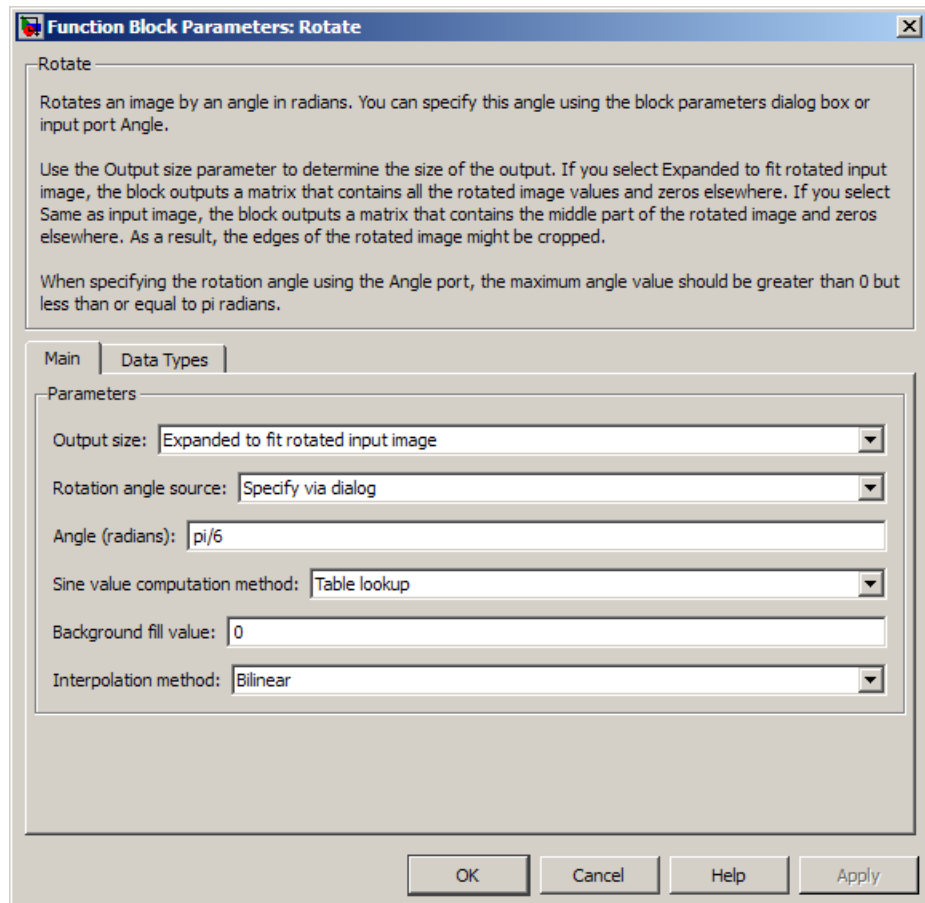 Function Block Parameters: Rotate
Rotate
Rotates an image by an angle in radians. You can specify this angle using the block parameters dialog box or
input port Angle.
Use the Output size parameter to determine the size of the output. If you select Expanded to fit rotated input
image, the block outputs a matrix that contains all the rotated image values and zeros elsewhere. If you select
Same as input image, the block outputs a matrix that contains the middle part of the rotated image and zeros
elsewhere. As a result, the edges of the rotated image might be cropped.
When specifying the rotation angle using the Angle port, the maximum angle value should be greater than 0 but
less than or equal to pi radians.
Main Data Types
Parameters
Output size: Expanded to fit rotated input image
Rotation angle source: Specify via dialog
Angle (radians): pi/6
Sine value computation method: Table lookup
Background fill value: 0
Interpolation method: Bilinear
OK Cancel Help Apply